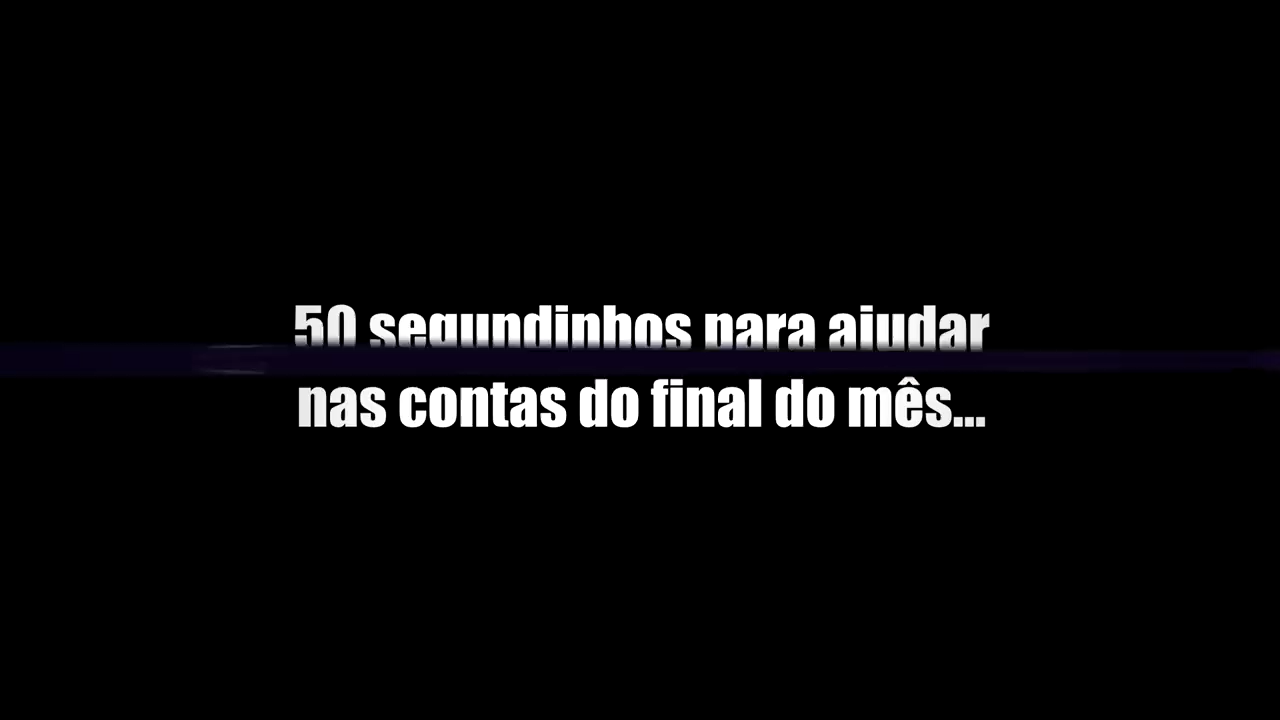 50 segundinhos para ajudar
nas contas do final do mês...